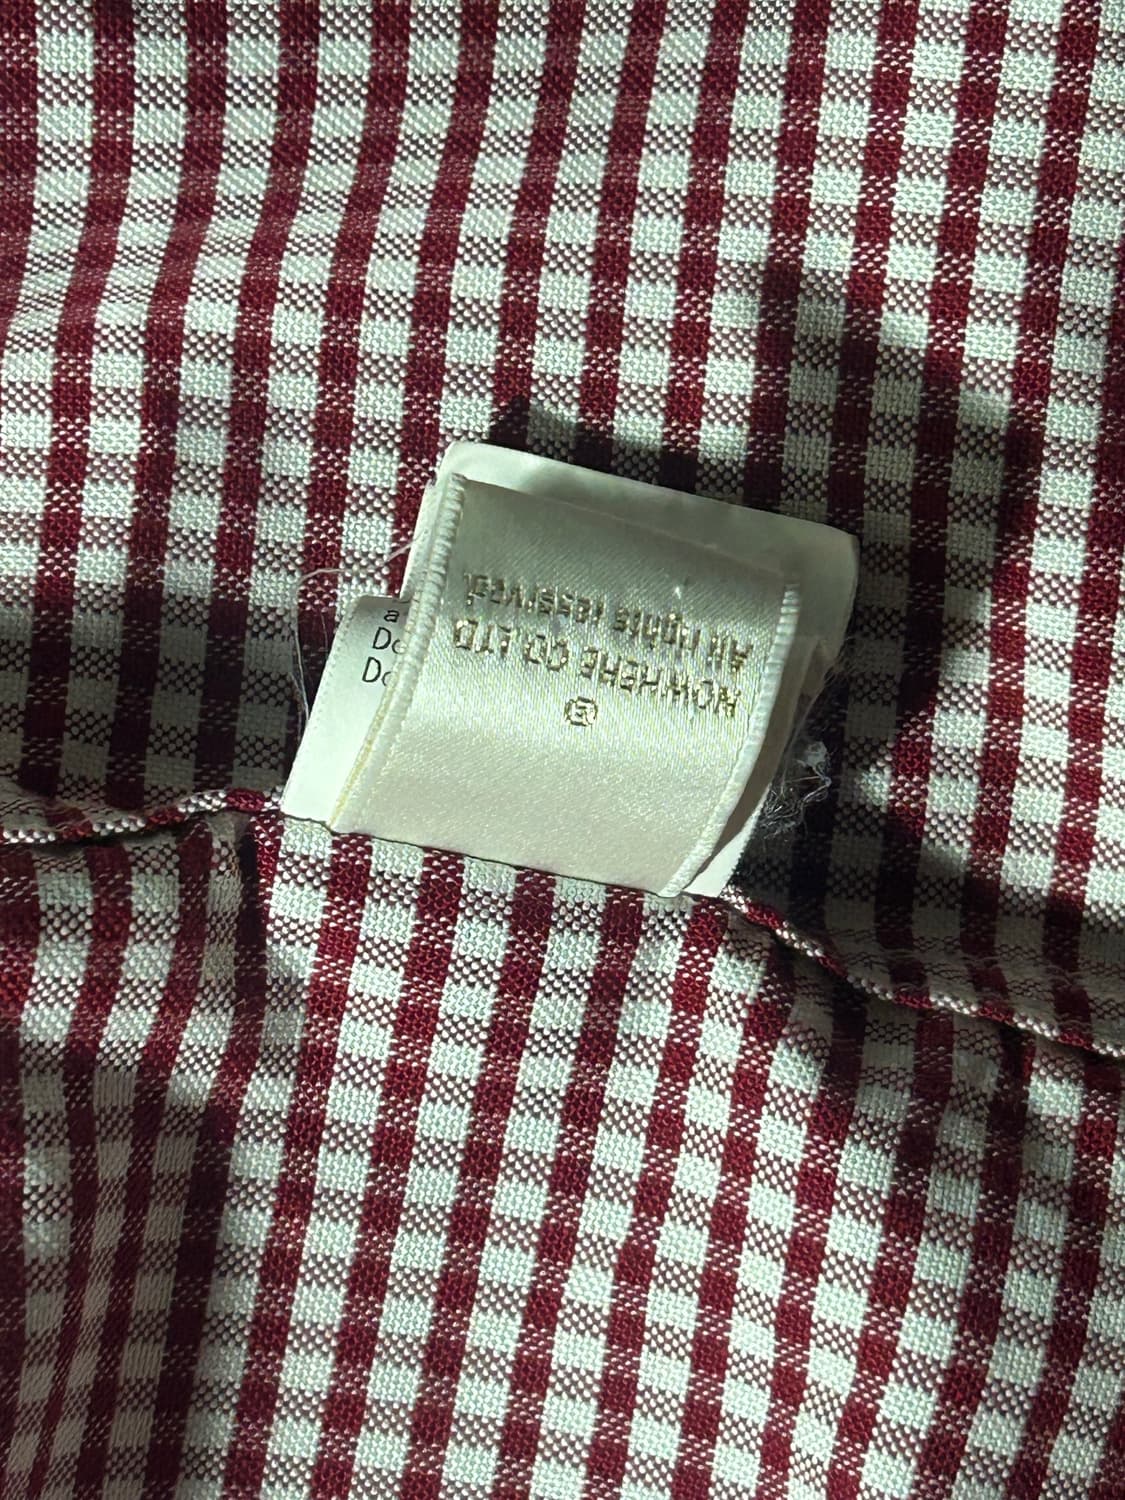 ©
NOWHERE CO.LTD
All rights reserved.